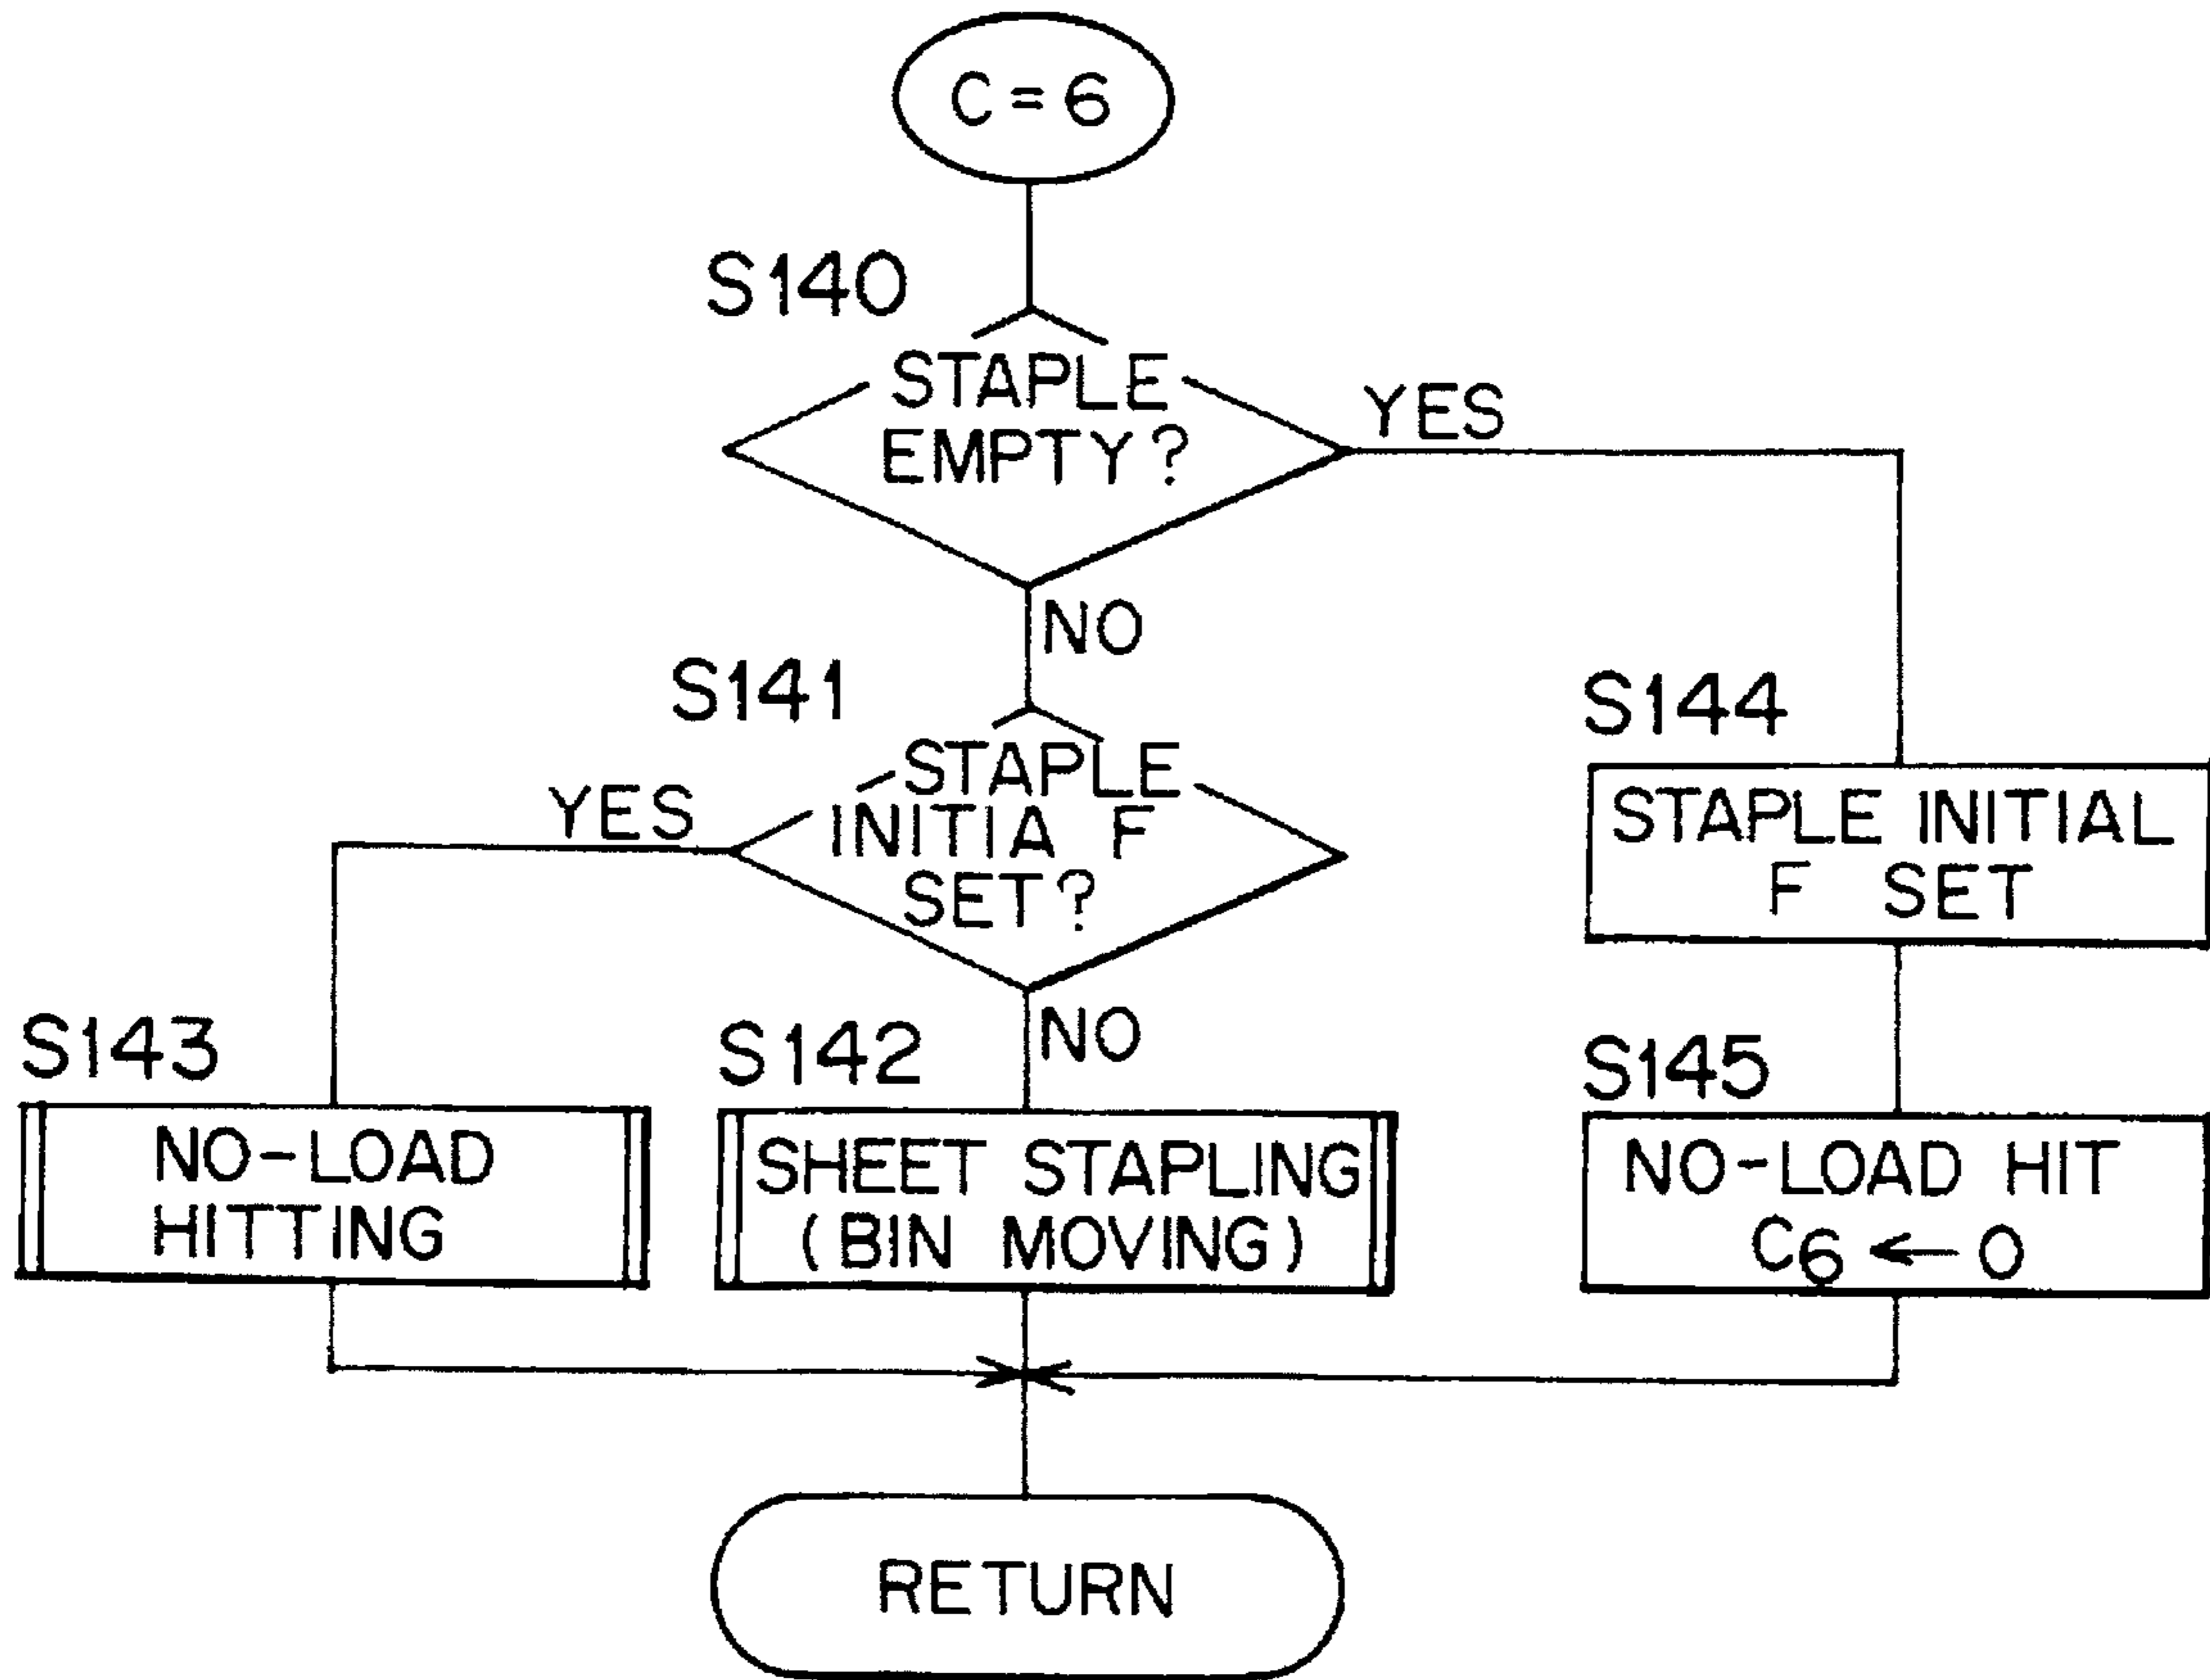 C=6
S140
STAPLE
EMPTY?
YES
NO
S141
STAPLE
INITIA F
SET?
YES
NO
S144
STAPLE INITIAL
F SET
S143
NO-LOAD
HITTING
S142
SHEET STAPLING
(BIN MOVING)
S145
NO-LOAD HIT
C6 ← 0
RETURN